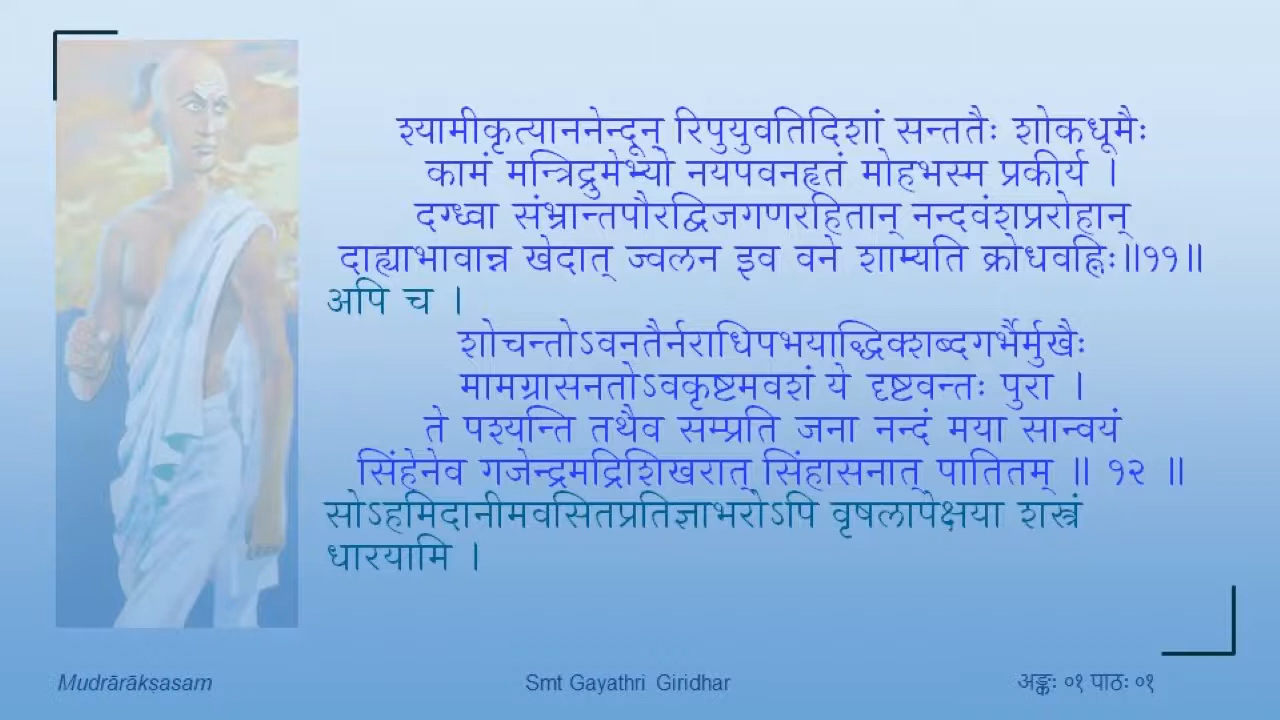 श्यामीकृत्याननेन्दून् रिपुयुवतिदिशां सन्ततैः शोकधूमैः
कामं मन्त्रिद्रुमेभ्यो नयपवनहृतं मोहभस्म प्रकीर्य ।
दग्ध्वा संभ्रान्तपौरद्विजगणरहितान् नन्दवंशप्ररोहान्
दाह्याभावान्न खेदात् ज्वलन इव वने शाम्यति क्रोधवह्निः॥११॥
अपि च ।
शोचन्तोऽवनतैर्नराधिपभयाद्धिक्शब्दगर्भैर्मुखैः
मामग्रासनतोऽवकृष्टमवशं ये दृष्टवन्तः पुरा ।
ते पश्यन्ति तथैव सम्प्रति जना नन्दं मया सान्वयं
सिंहेनेव गजेन्द्रमद्रिशिखरात् सिंहासनात् पातितम् ॥ १२ ॥
सोऽहमिदानीमवसितप्रतिज्ञाभरोऽपि वृषलापेक्षया शस्त्रं
धारयामि ।
Mudrārākṣasam Smt Gayathri Giridhar अङ्कः ०१ पाठः ०१